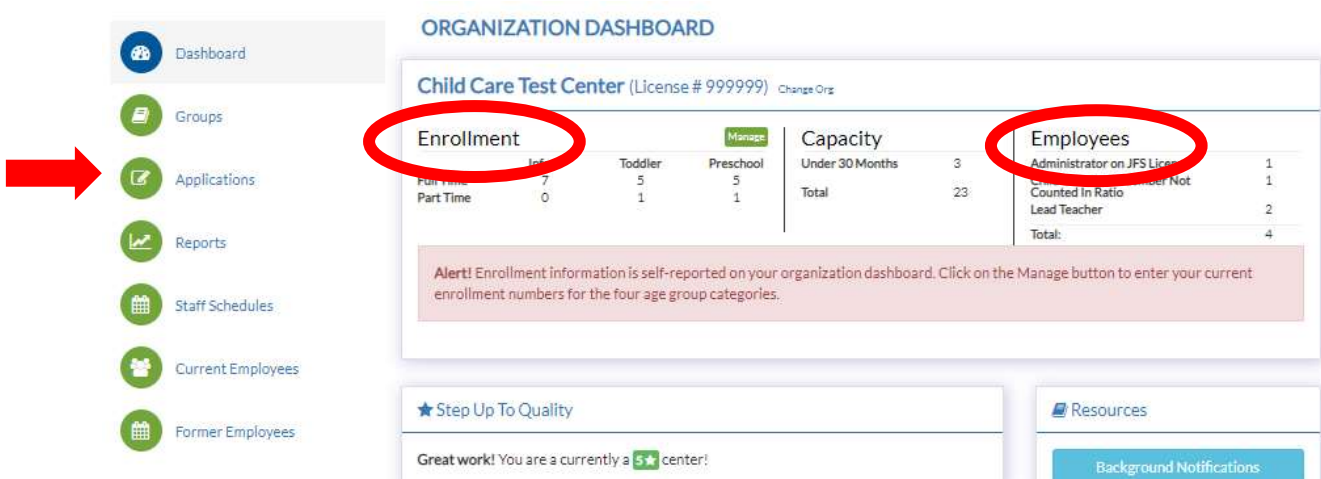 ORGANIZATION DASHBOARD
Dashboard
Groups
Applications
Reports
Staff Schedules
Current Employees
Former Employees
Child Care Test Center (License # 999999) Change Org
Enrollment Manage
Toddler Preschool
7 5 5
Part Time 0 1 1
Capacity
Under 30 Months 3
Total 23
Employees
Administrator on JFS 1
Not 1
Counted In Ratio
Lead Teacher 2
Total: 4
Alert! Enrollment information is self-reported on your organization dashboard. Click on the Manage button to enter your current
enrollment numbers for the four age group categories.
Step Up To Quality
Great work! You are a currently a 5★ center!
Resources
Background Notifications